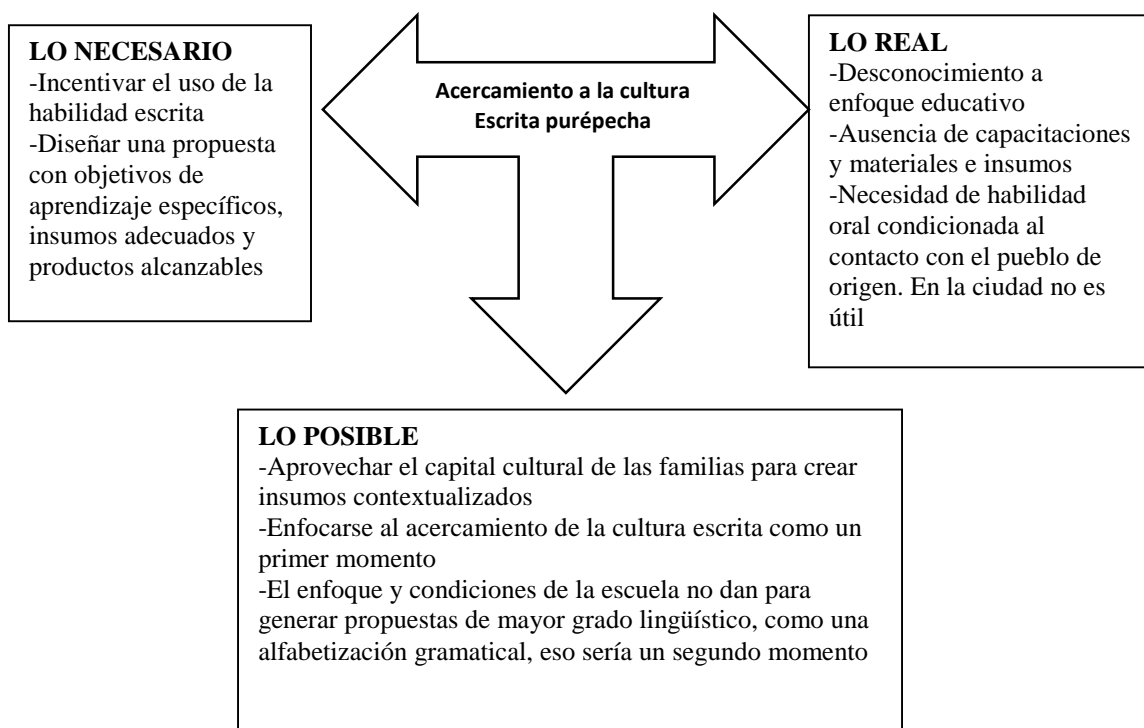 LO NECESARIO
-Incentivar el uso de la
habilidad escrita
-Diseñar una propuesta
con objetivos de
aprendizaje específicos,
insumos adecuados y
productos alcanzables
Acercamiento a la cultura
Escrita purépecha
LO REAL
-Desconocimiento a
enfoque educativo
-Ausencia de capacitaciones
y materiales e insumos
-Necesidad de habilidad
oral condicionada al
contacto con el pueblo de
origen. En la ciudad no es
útil
LO POSIBLE
-Aprovechar el capital cultural de las familias para crear
insumos contextualizados
-Enfocarse al acercamiento de la cultura escrita como un
primer momento
-El enfoque y condiciones de la escuela no dan para
generar propuestas de mayor grado lingüístico, como una
alfabetización gramatical, eso sería un segundo momento